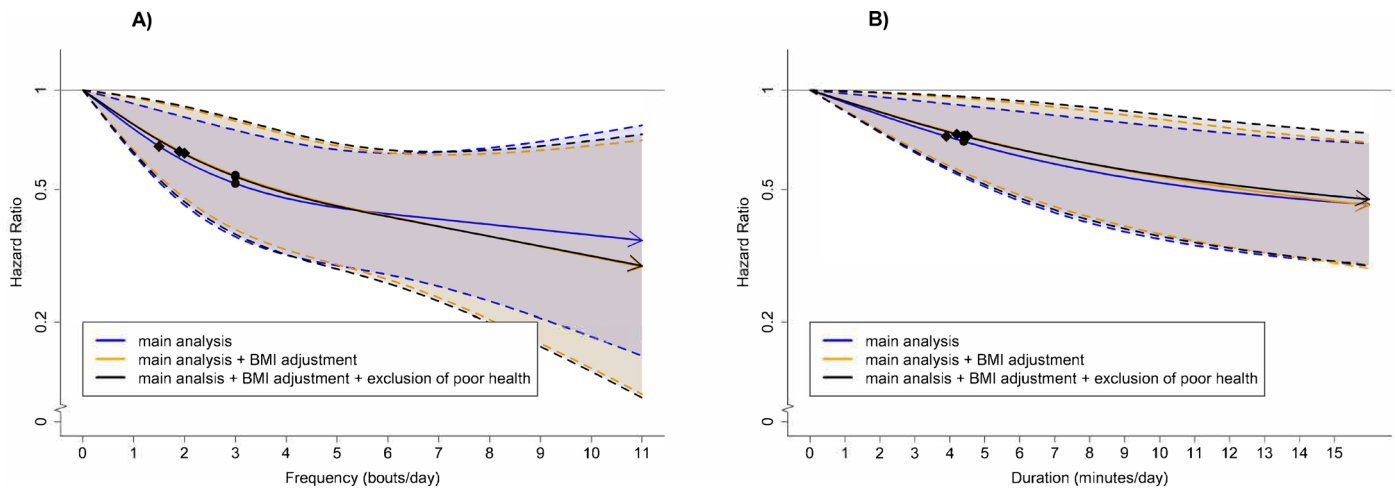 A)
Hazard Ratio
1
0.5
0.2
0
main analysis
main analysis + BMI adjustment
main analsis + BMI adjustment + exclusion of poor health
0 1 2 3 4 5 6 7 8 9 10 11
Frequency (bouts/day)
B)
Hazard Ratio
1
0.5
0.2
0
main analysis
main analysis + BMI adjustment
main analsis + BMI adjustment + exclusion of poor health
0 1 2 3 4 5 6 7 8 9 10 11 12 13 14 15
Duration (minutes/day)